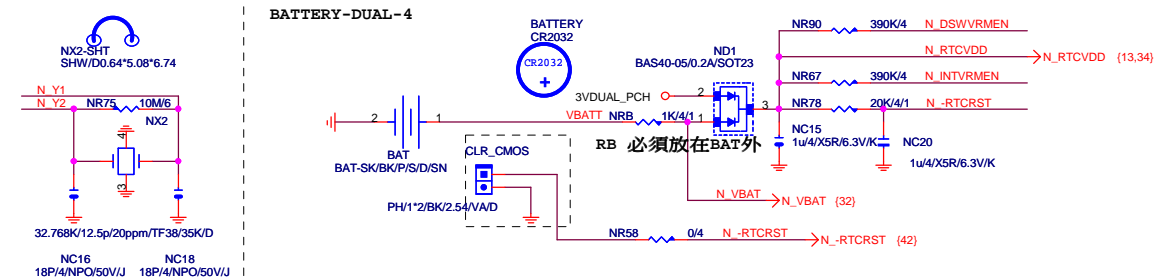 BATTERY-DUAL-4
NX2-SHT
SHW/D0.64*5.08*6.74
N_Y1
N_Y2
NR75
10M/6
NX2
4
3
32.768K/12.5p/20ppm/TF38/35K/D
NC16
18P/4/NPO/50V/J
NC18
18P/4/NPO/50V/J
BATTERY
CR2032
CR2032
+
2
1
BAT
BAT-SK/BK/P/S/D/SN
VBATT
NRB
1K/4/1
1
RB 必須放在BAT外
3VDUAL_PCH
2
ND1
BAS40-05/0.2A/SOT23
3
NR90
390K/4
N_DSWVRMEN
N_RTCVDD
N_RTCVDD {13,34}
NR67
390K/4
N_INTVRMEN
NR78
20K/4/1
N_-RTCRST
NC15
1u/4/X5R/6.3V/K
NC20
1u/4/X5R/6.3V/K
CLR_CMOS
PH/1*2/BK/2.54/VA/D
N_VBAT
N_VBAT {32}
NR58
0/4
N_-RTCRST
N_-RTCRST {42}